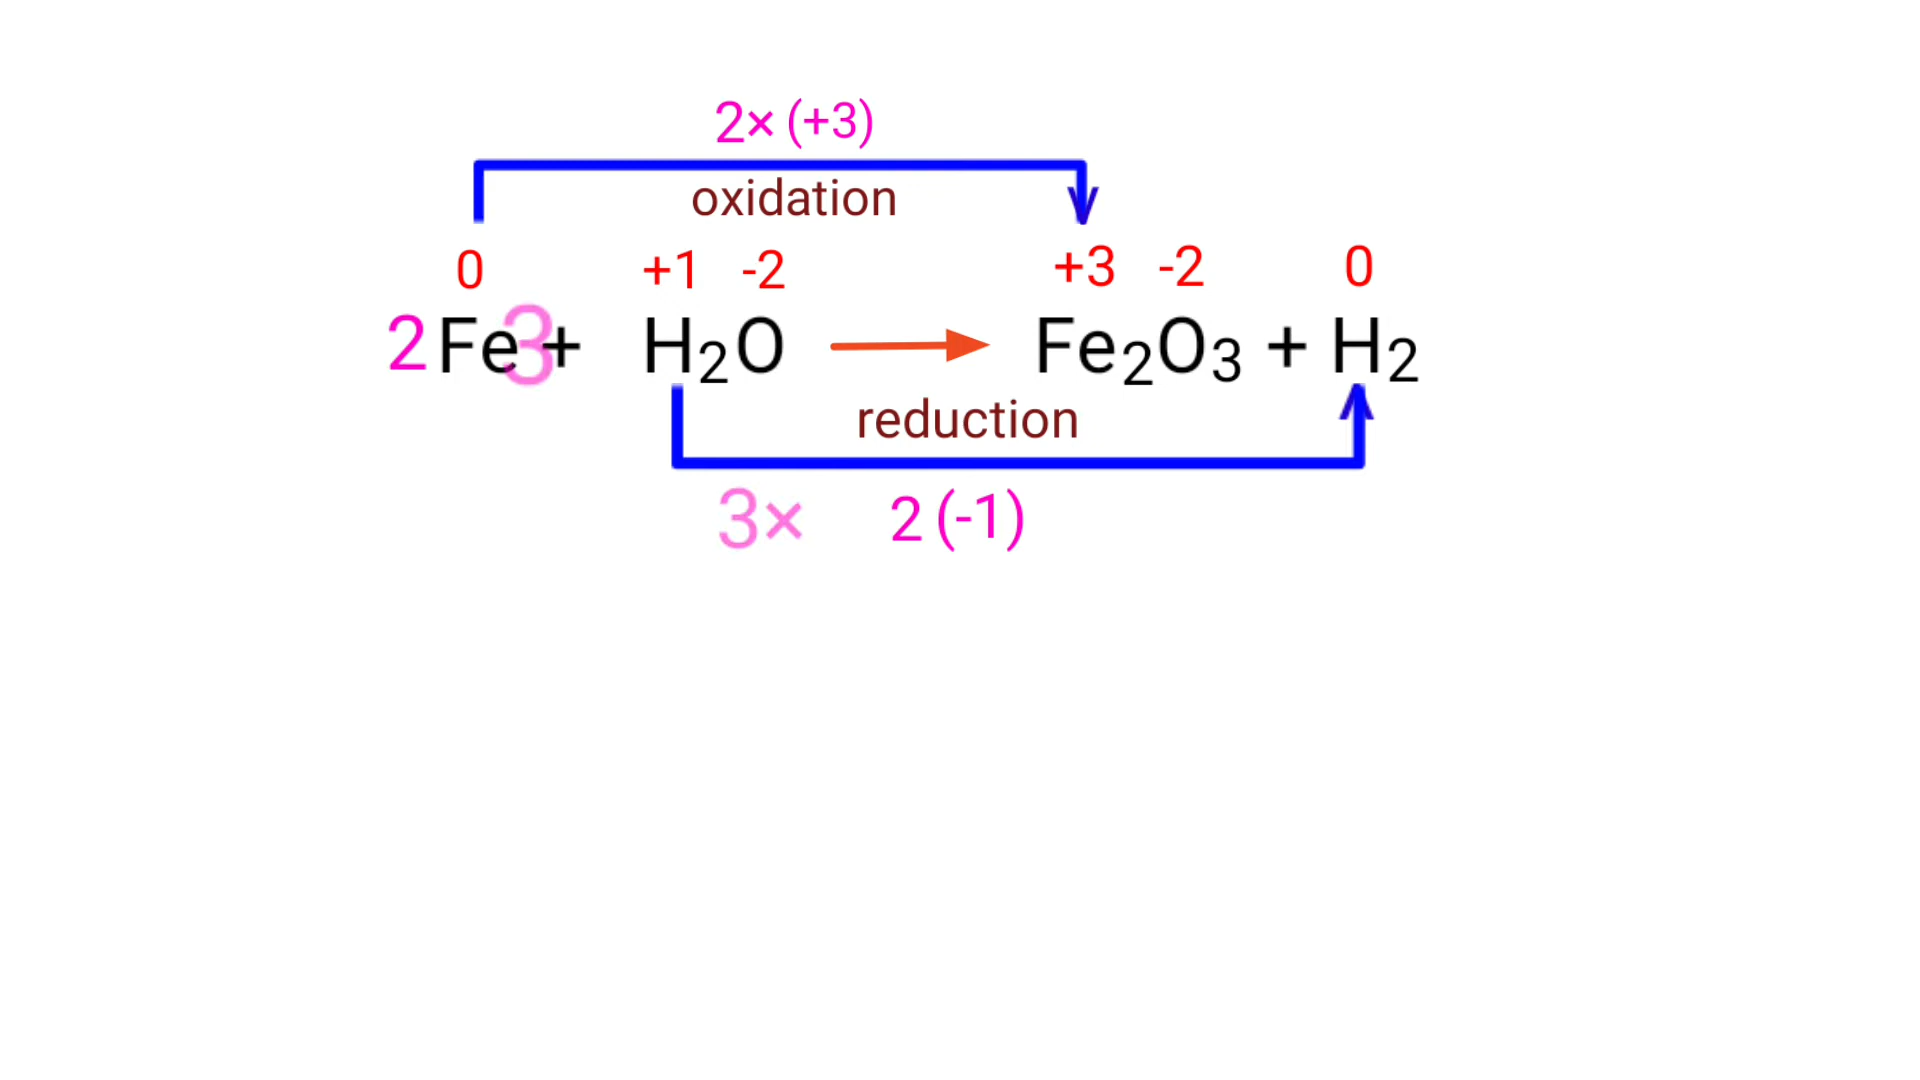 2× (+3)
oxidation
0 +1 -2 +3 -2 0
2Fe3+ H₂O → Fe₂O₃ + H₂
reduction
3× 2 (-1)